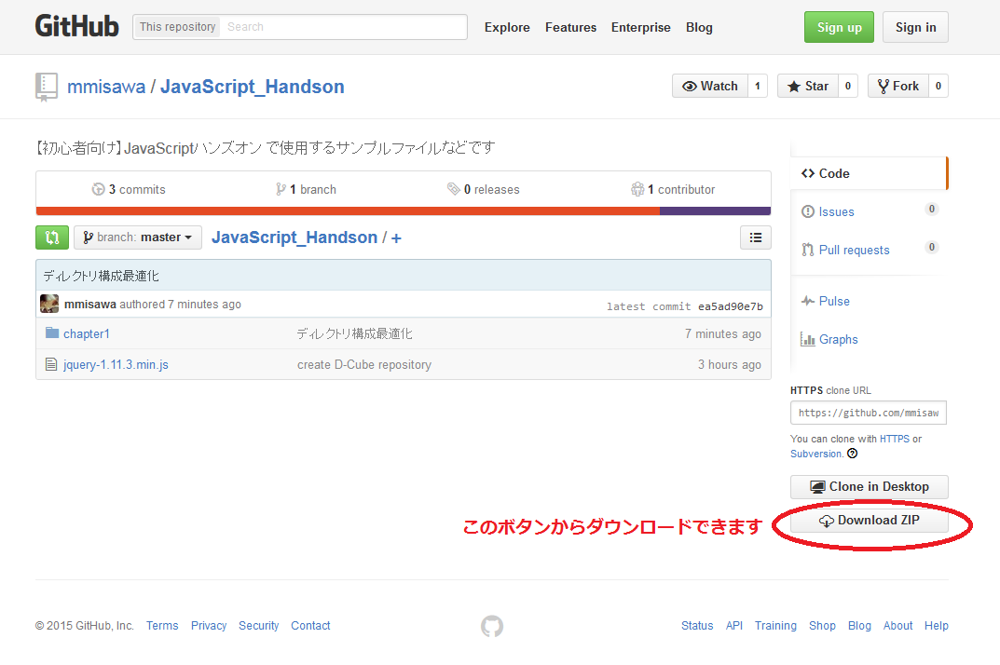 GitHub This repository Search Explore Features Enterprise Blog Sign up Sign in
mmisawa / JavaScript_Handson Watch 1 Star 0 Fork 0
【初心者向け】JavaScriptハンズオン で使用するサンプルファイルなどです
3 commits 1 branch 0 releases 1 contributor
branch: master JavaScript_Handson / +
ディレクトリ構成最適化
mmisawa authored 7 minutes ago latest commit ea5ad90e7b
chapter1 ディレクトリ構成最適化 7 minutes ago
jquery-1.11.3.min.js create D-Cube repository 3 hours ago
Code
Issues 0
Pull requests 0
Pulse
Graphs
HTTPS clone URL
https://github.com/mmisaw
You can clone with HTTPS or
Subversion.
Clone in Desktop
このボタンからダウンロードできます Download ZIP
© 2015 GitHub, Inc. Terms Privacy Security Contact Status API Training Shop Blog About Help